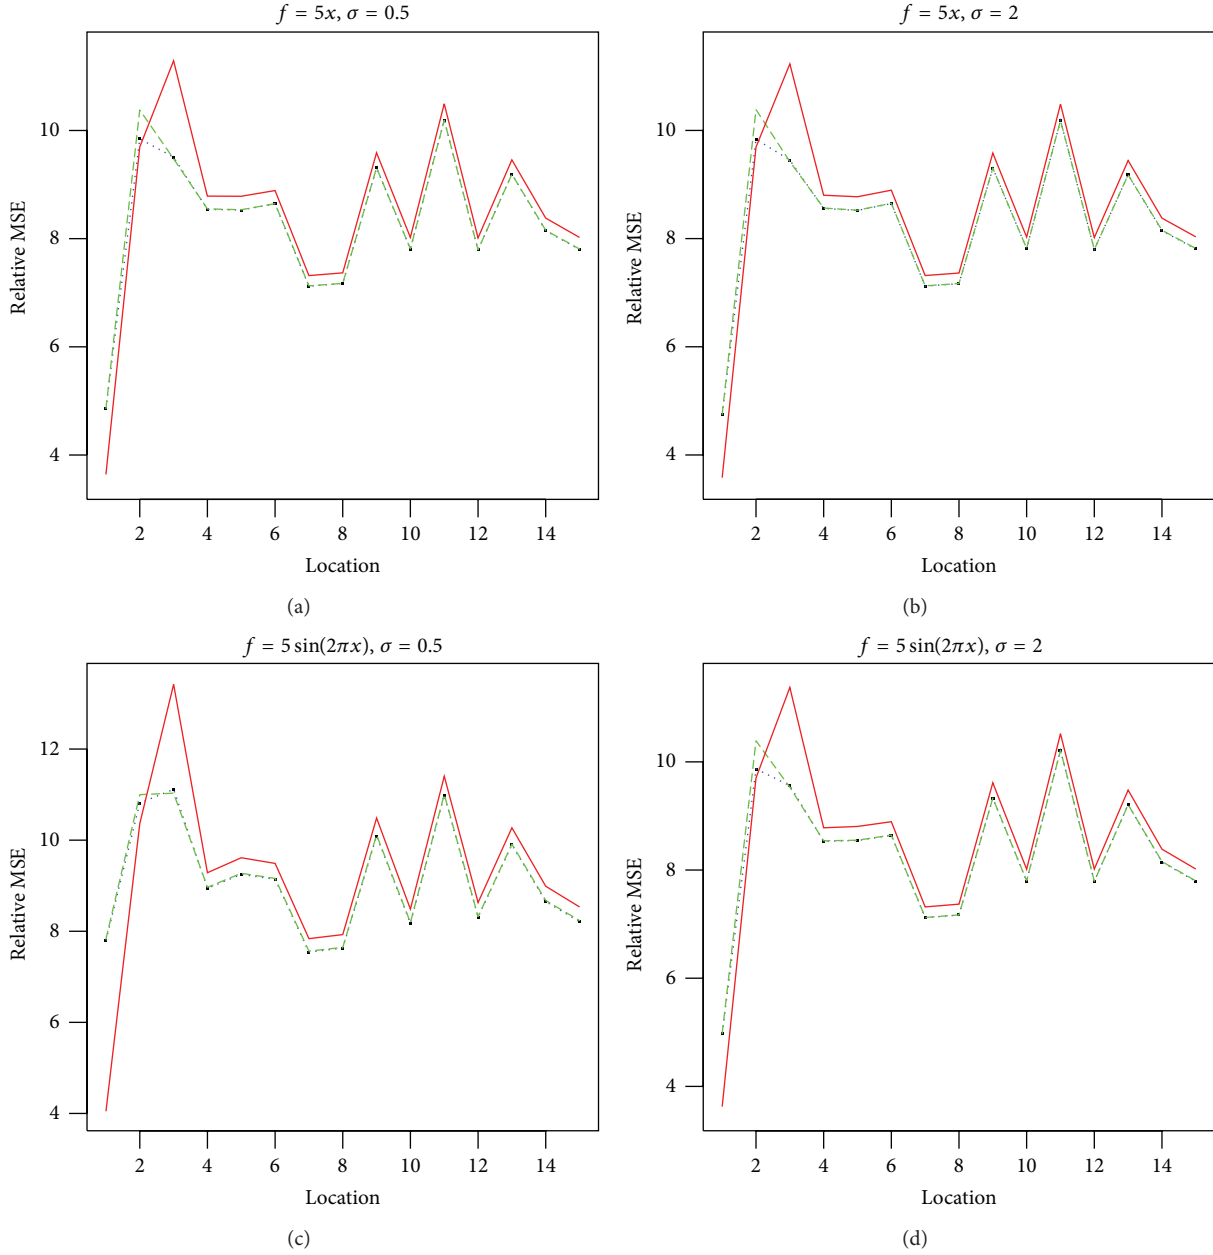 f = 5x, σ = 0.5
10
8
6
4
Relative MSE
2 4 6 8 10 12 14
Location
(a)
f = 5x, σ = 2
10
8
6
4
Relative MSE
2 4 6 8 10 12 14
Location
(b)
f = 5 sin(2πx), σ = 0.5
12
10
8
6
4
Relative MSE
2 4 6 8 10 12 14
Location
(c)
f = 5 sin(2πx), σ = 2
10
8
6
4
Relative MSE
2 4 6 8 10 12 14
Location
(d)